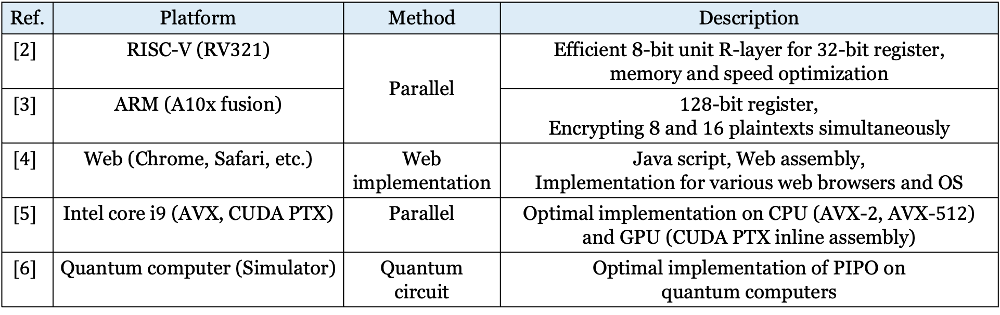 Ref. Platform Method Description
[2] RISC-V (RV321) Parallel Efficient 8-bit unit R-layer for 32-bit register,
memory and speed optimization
[3] ARM (A10x fusion) 128-bit register,
Encrypting 8 and 16 plaintexts simultaneously
[4] Web (Chrome, Safari, etc.) Web Java script, Web assembly,
implementation Implementation for various web browsers and OS
[5] Intel core i9 (AVX, CUDA PTX) Parallel Optimal implementation on CPU (AVX-2, AVX-512)
and GPU (CUDA PTX inline assembly)
[6] Quantum computer (Simulator) Quantum Optimal implementation of PIPO on
circuit quantum computers